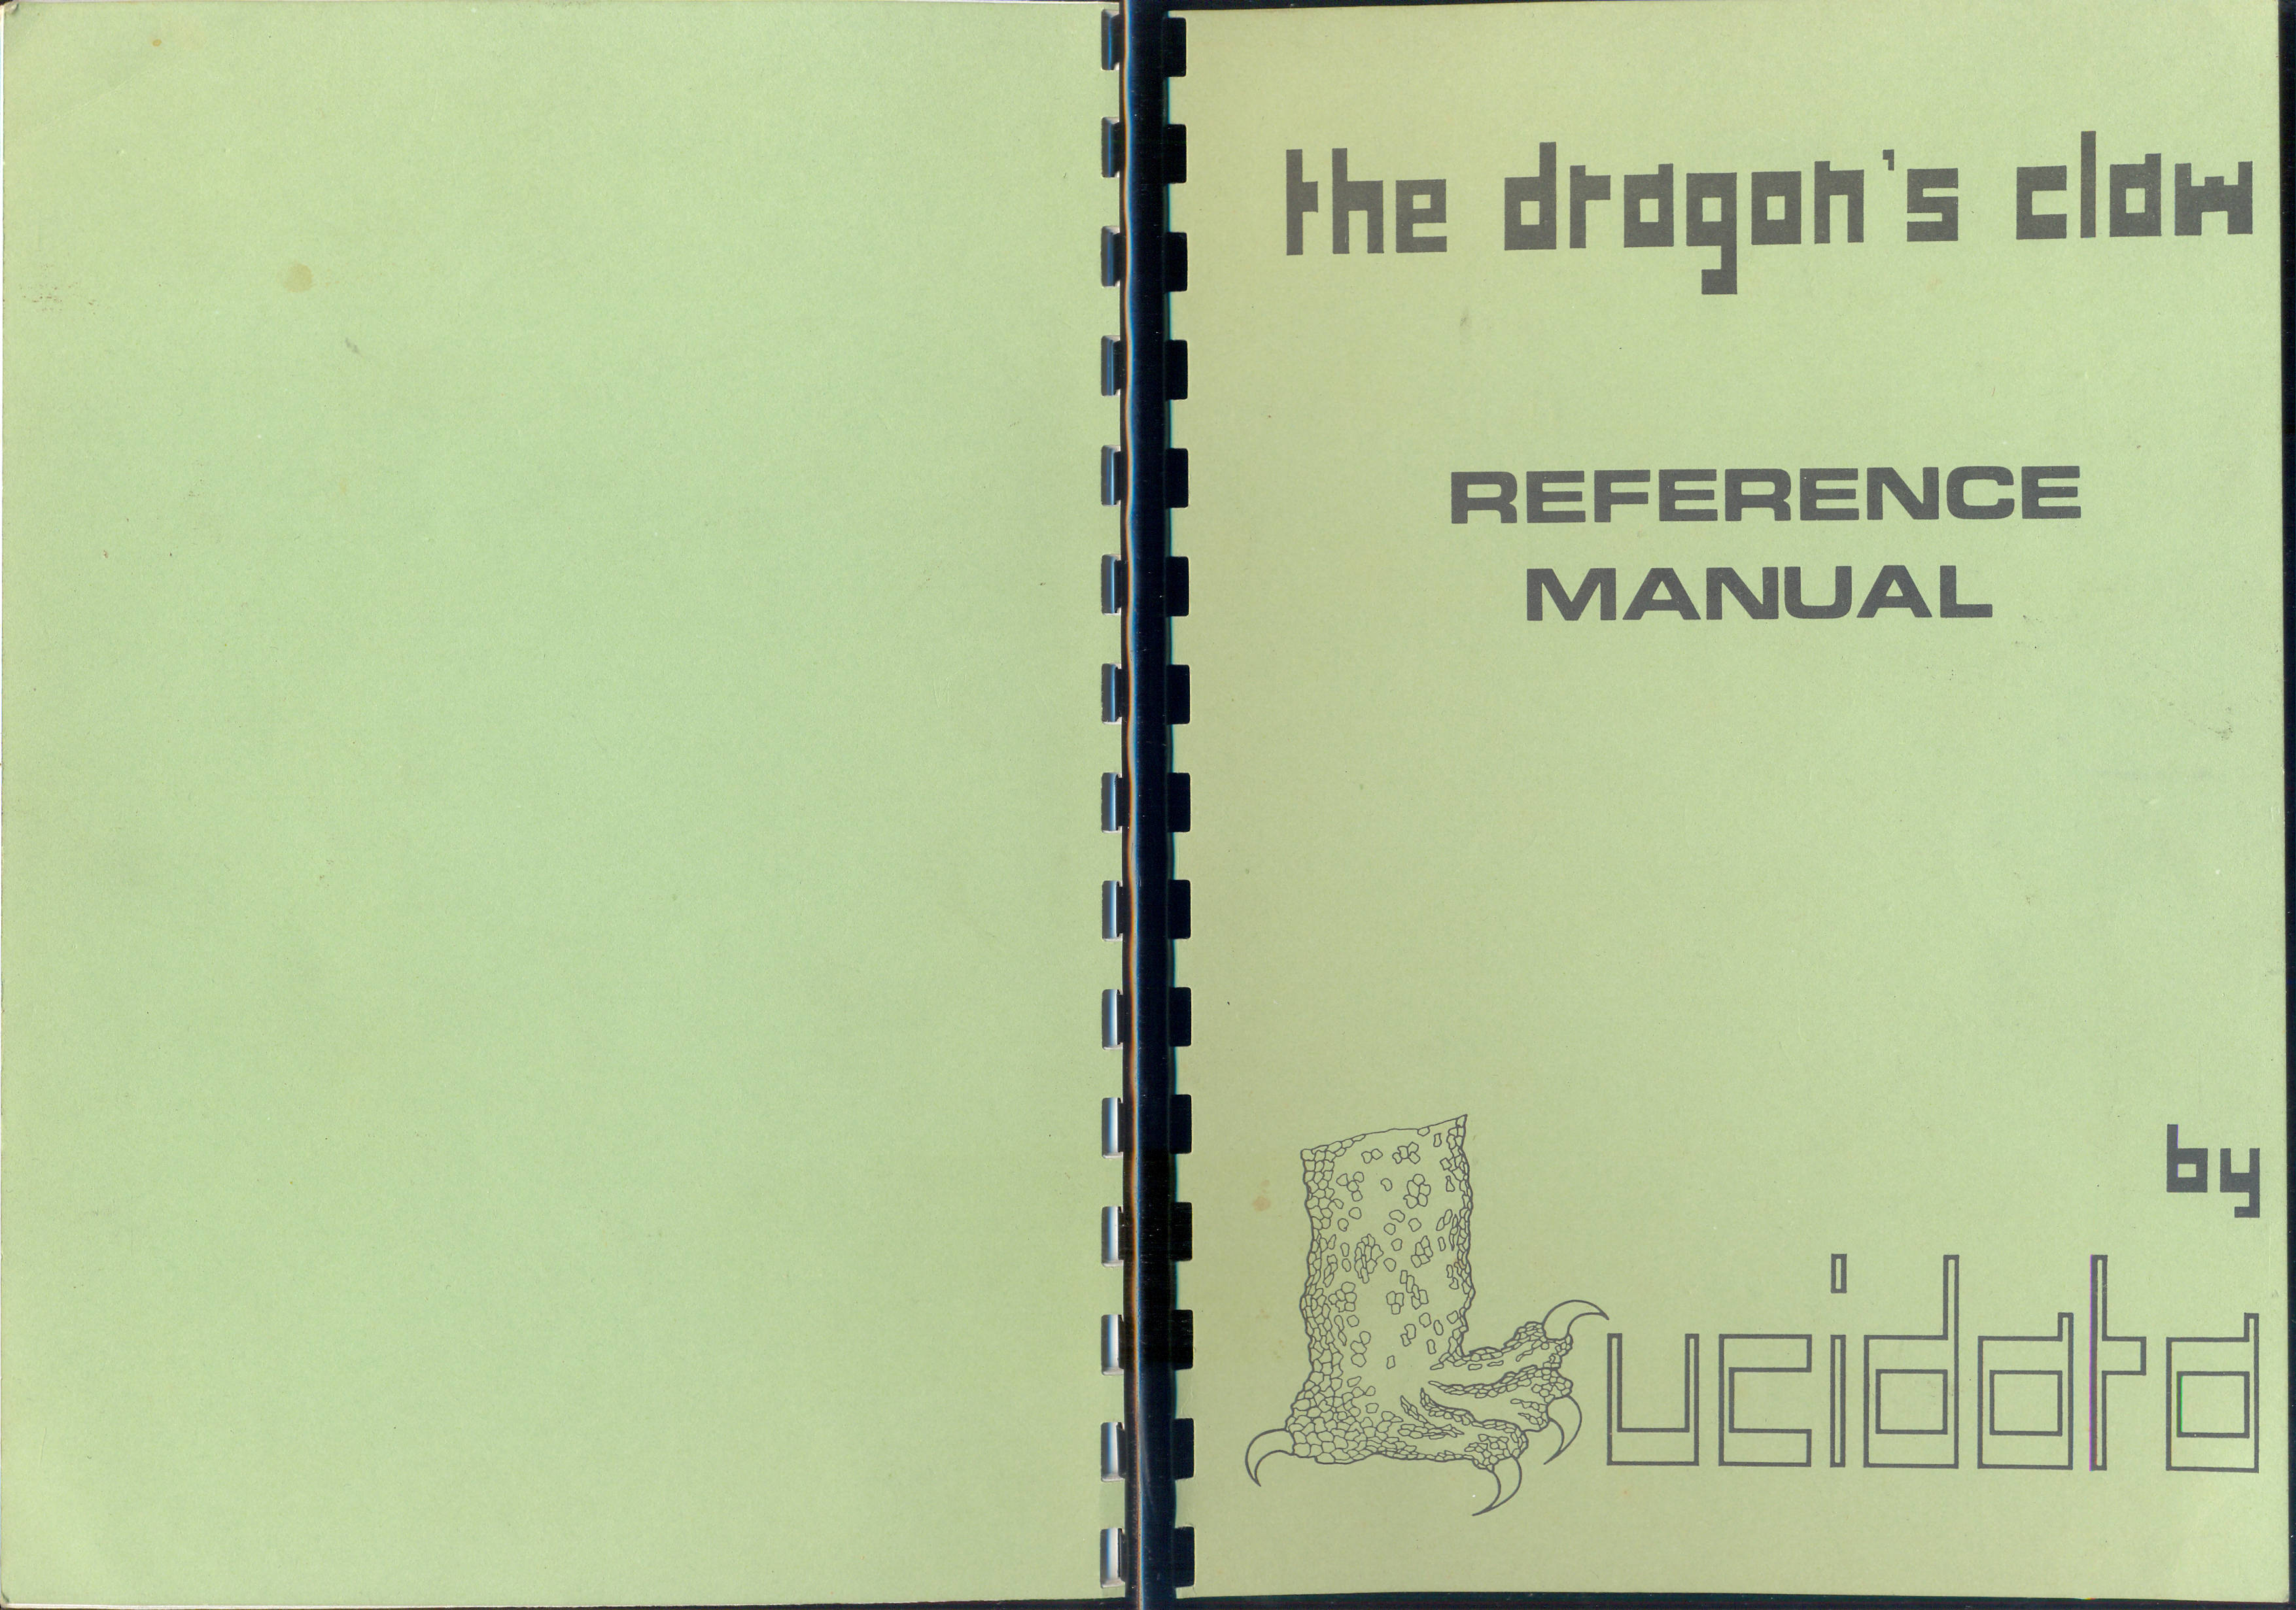 the dragon's claw
REFERENCE
MANUAL
by
Lucidata